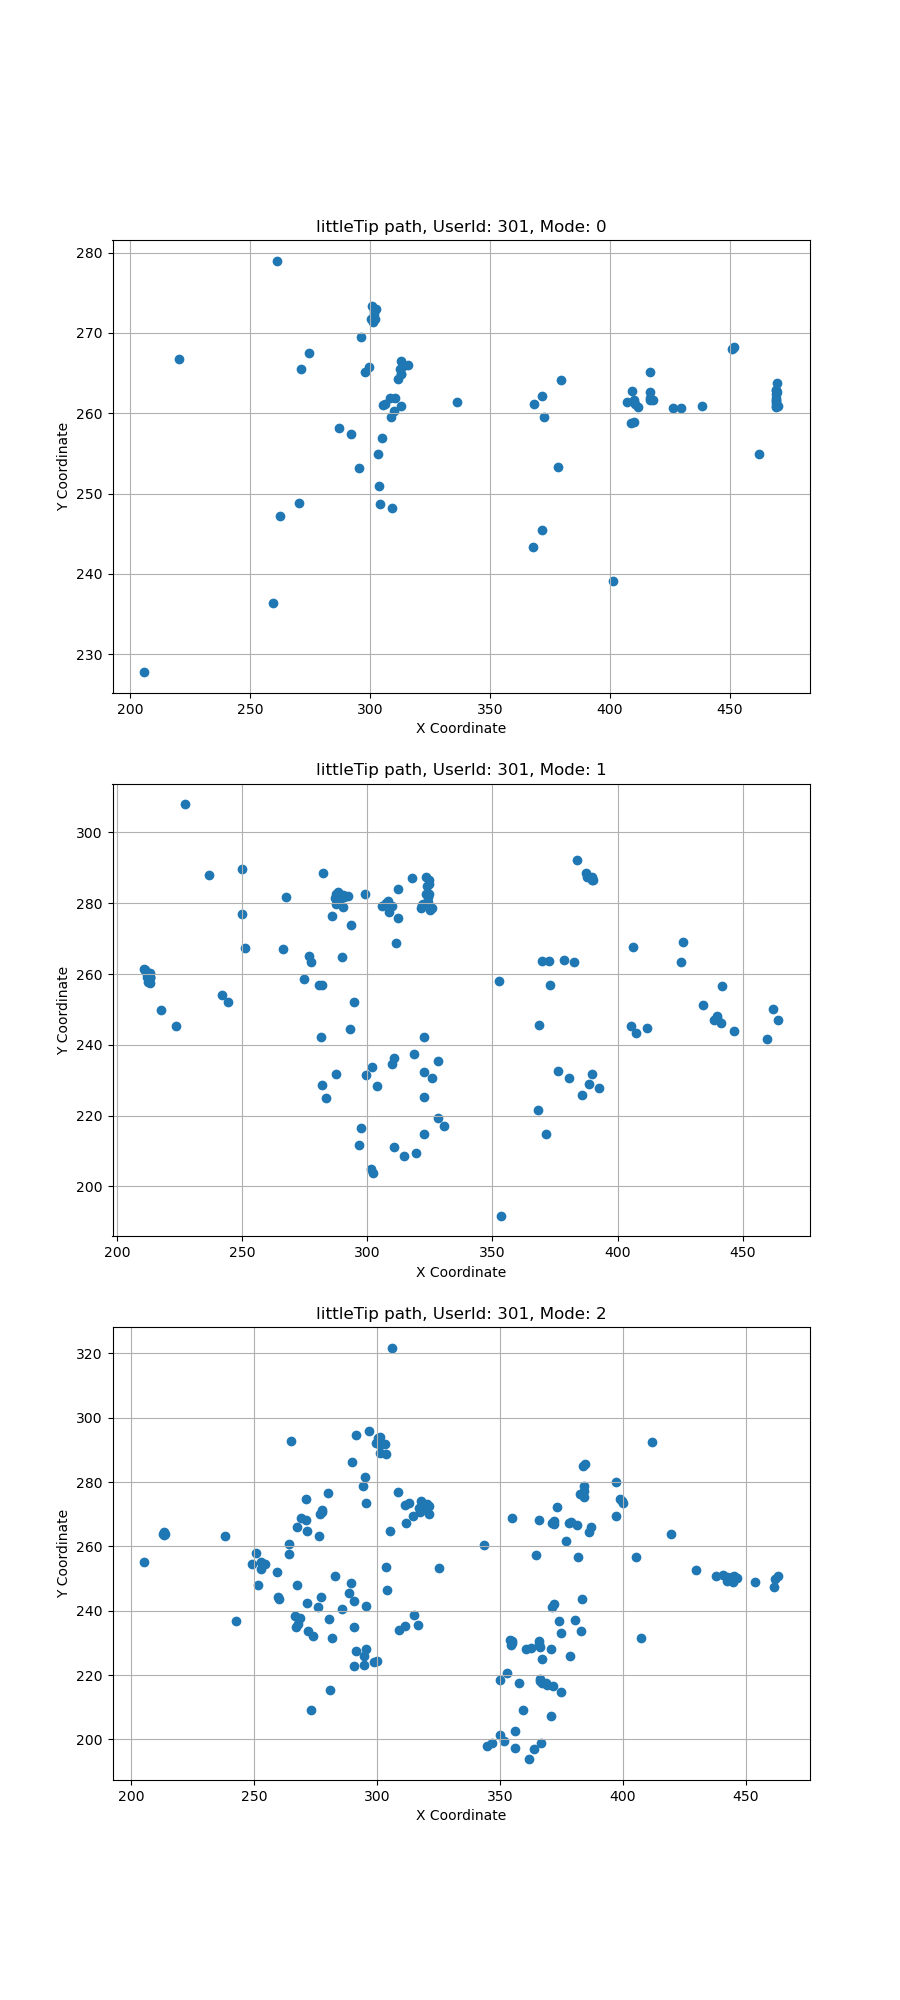 littleTip path, UserId: 301, Mode: 0
280
270
260
250
240
230
Y Coordinate
200 250 300 350 400 450
X Coordinate
littleTip path, UserId: 301, Mode: 1
300
280
260
240
220
200
Y Coordinate
200 250 300 350 400 450
X Coordinate
littleTip path, UserId: 301, Mode: 2
320
300
280
260
240
220
200
Y Coordinate
200 250 300 350 400 450
X Coordinate